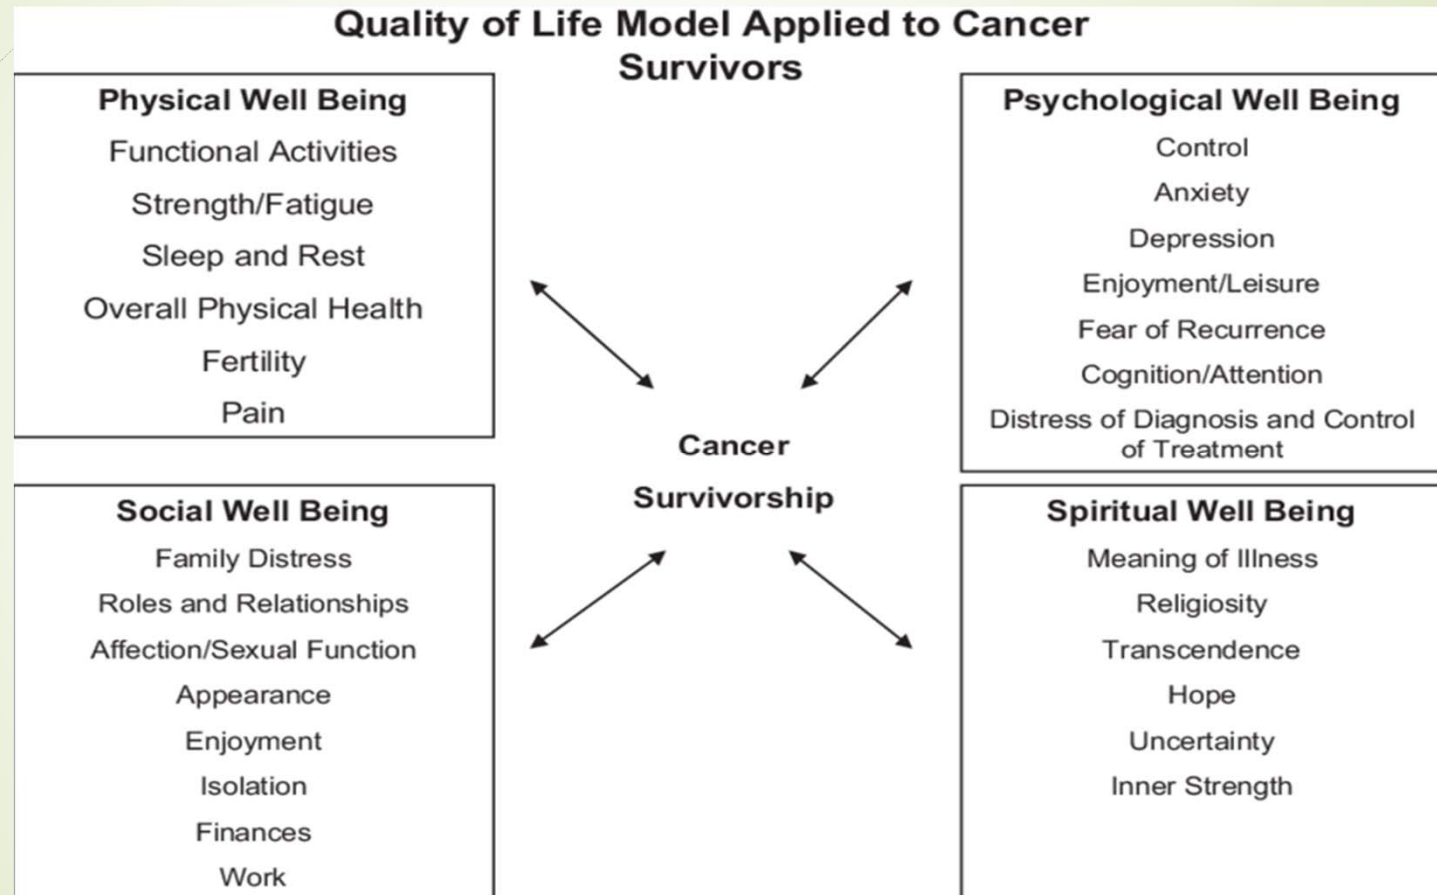 Quality of Life Model Applied to Cancer
Survivors
Physical Well Being
Functional Activities
Strength/Fatigue
Sleep and Rest
Overall Physical Health
Fertility
Pain
Psychological Well Being
Control
Anxiety
Depression
Enjoyment/Leisure
Fear of Recurrence
Cognition/Attention
Distress of Diagnosis and Control
of Treatment
Cancer
Survivorship
Social Well Being
Family Distress
Roles and Relationships
Affection/Sexual Function
Appearance
Enjoyment
Isolation
Finances
Work
Spiritual Well Being
Meaning of Illness
Religiosity
Transcendence
Hope
Uncertainty
Inner Strength